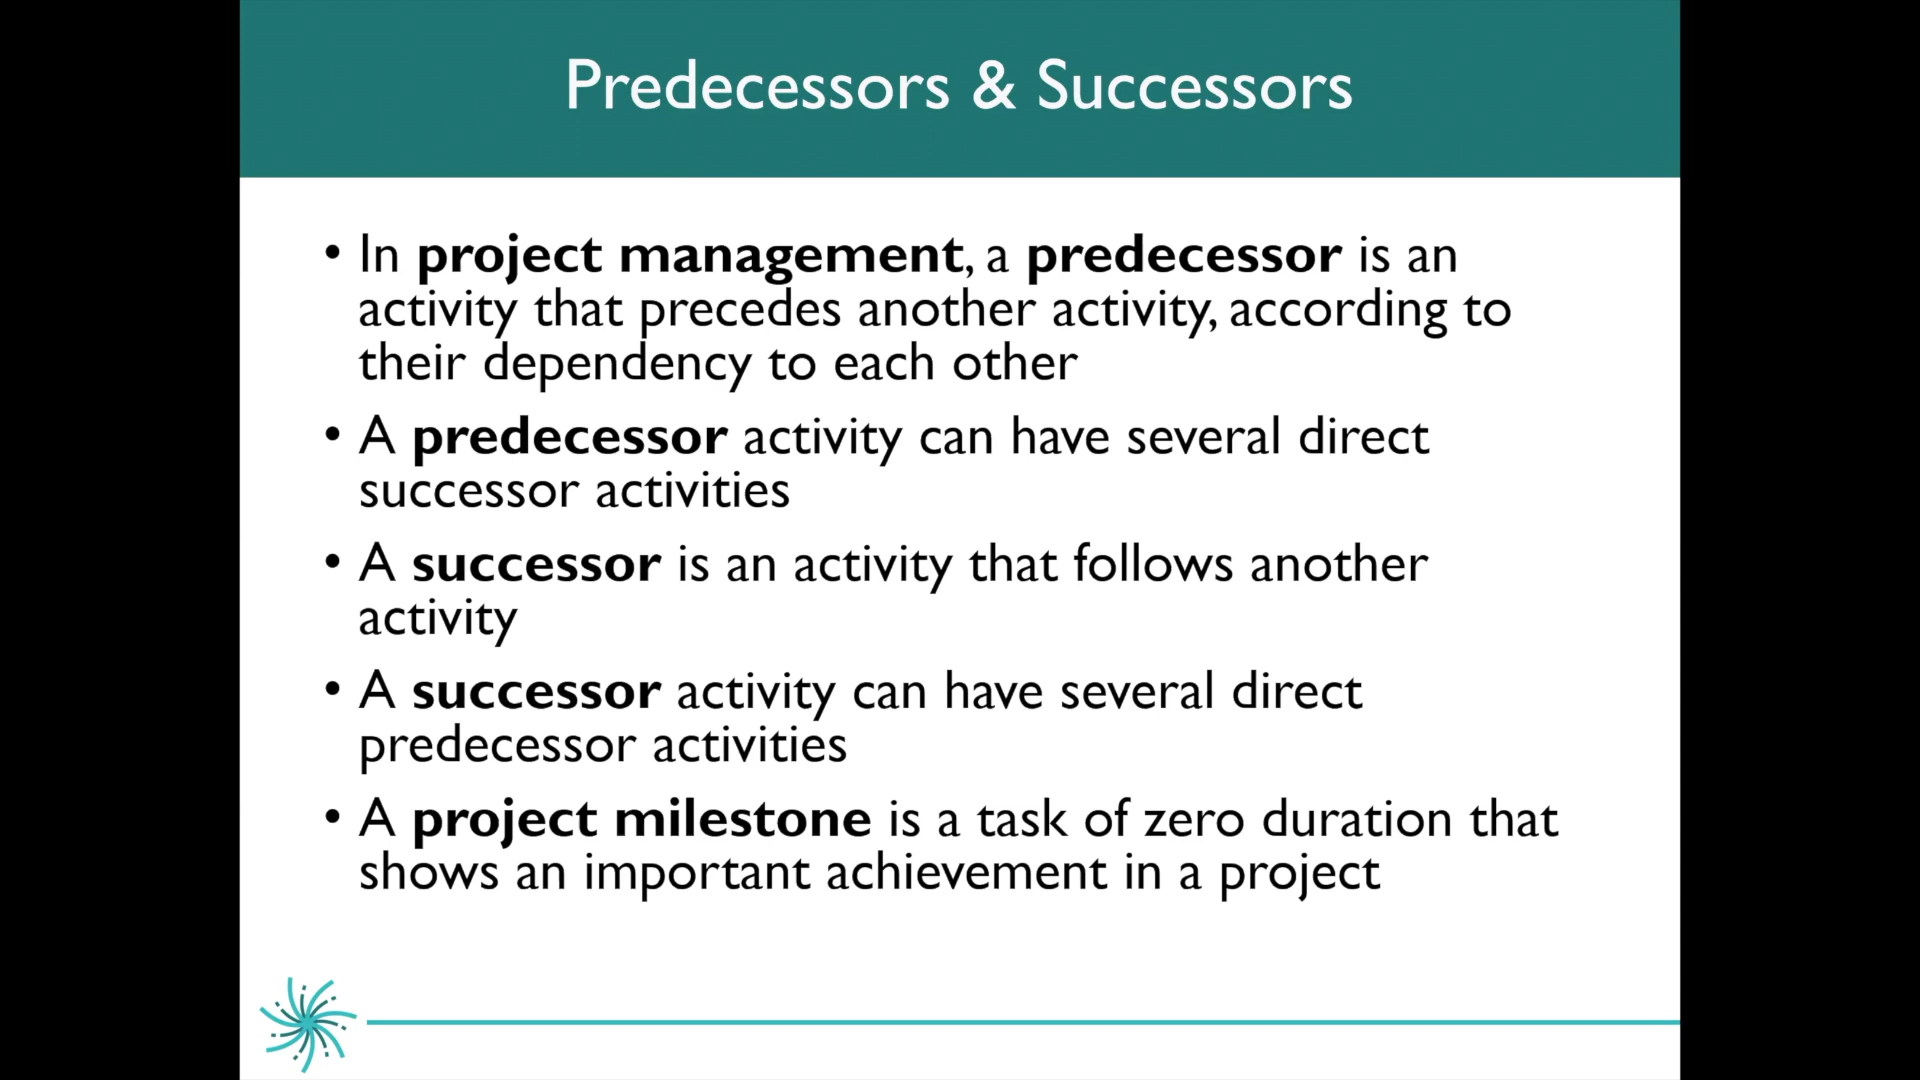 Predecessors & Successors
• In project management, a predecessor is an
activity that precedes another activity, according to
their dependency to each other
• A predecessor activity can have several direct
successor activities
• A successor is an activity that follows another
activity
• A successor activity can have several direct
predecessor activities
• A project milestone is a task of zero duration that
shows an important achievement in a project